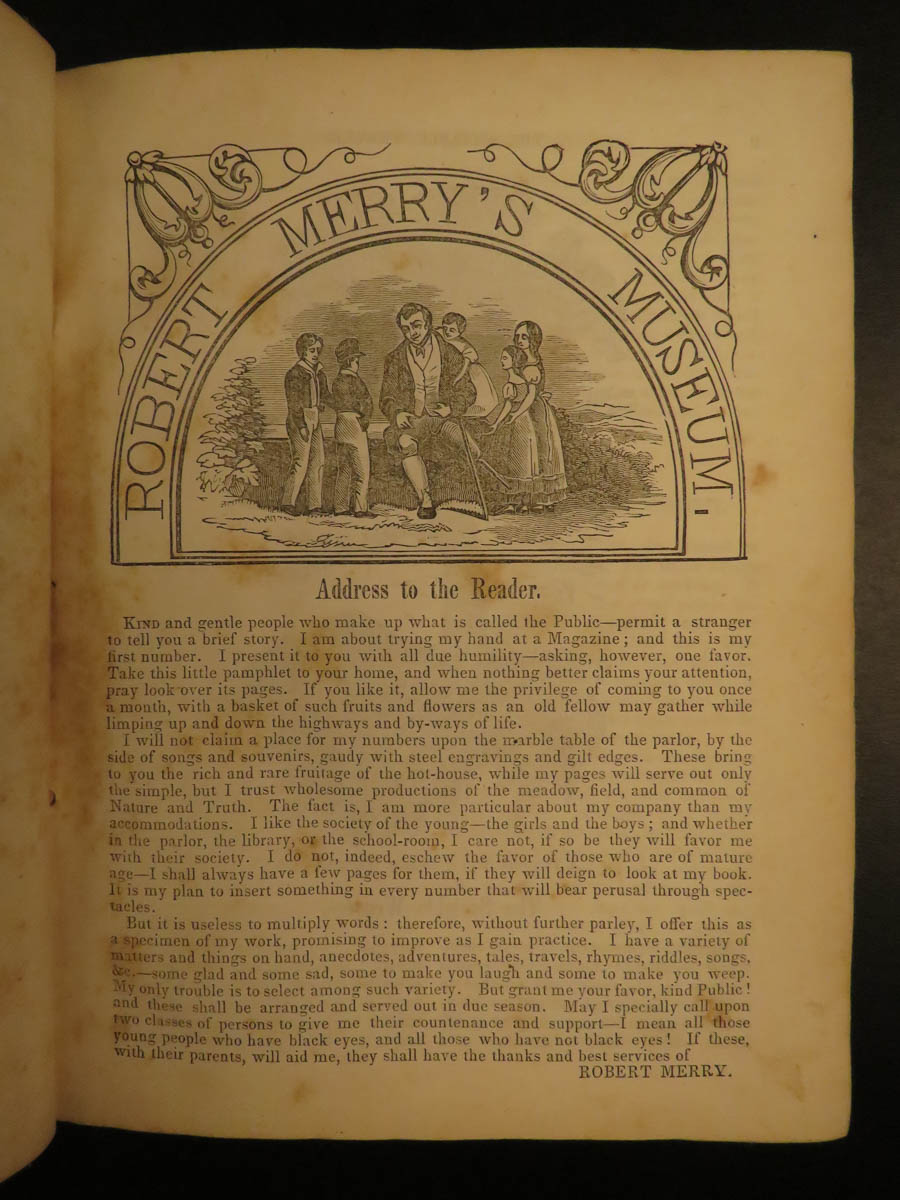 ROBERT MERRY'S MUSEUM.
Address to the Reader.
KIND and gentle people who make up what is called the Public—permit a stranger
to tell you a brief story. I am about trying my hand at a Magazine; and this is my
first number. I present it to you with all due humility—asking, however, one favor.
Take this little pamphlet to your home, and when nothing better claims your attention,
pray look over its pages. If you like it, allow me the privilege of coming to you once
a month, with a basket of such fruits and flowers as an old fellow may gather while
limping up and down the highways and by-ways of life.
I will not claim a place for my numbers upon the marble table of the parlor, by the
side of songs and souvenirs, gaudy with steel engravings and gilt edges. These bring
to you the rich and rare fruitage of the hot-house, while my pages will serve out only
the simple, but I trust wholesome productions of the meadow, field, and common of
Nature and Truth. The fact is, I am more particular about my company than my
accommodations. I like the society of the young—the girls and the boys; and whether
in the parlor, the library, or the school-room, I care not, if so be they will favor me
with their society. I do not, indeed, eschew the favor of those who are of mature
age—I shall always have a few pages for them, if they will deign to look at my book.
It is my plan to insert something in every number that will bear perusal through spec-
tacles.
But it is useless to multiply words: therefore, without further parley, I offer this as
a specimen of my work, promising to improve as I gain practice. I have a variety of
matters and things on hand, anecdotes, adventures, tales, travels, rhymes, riddles, songs,
&c.—some glad and some sad, some to make you laugh and some to make you weep.
My only trouble is to select among such variety. But grant me your favor, kind Public!
and these shall be arranged and served out in due season. May I specially call upon
two classes of persons to give me their countenance and support—I mean all those
young people who have black eyes, and all those who have not black eyes! If these,
with their parents, will aid me, they shall have the thanks and best services of
ROBERT MERRY.